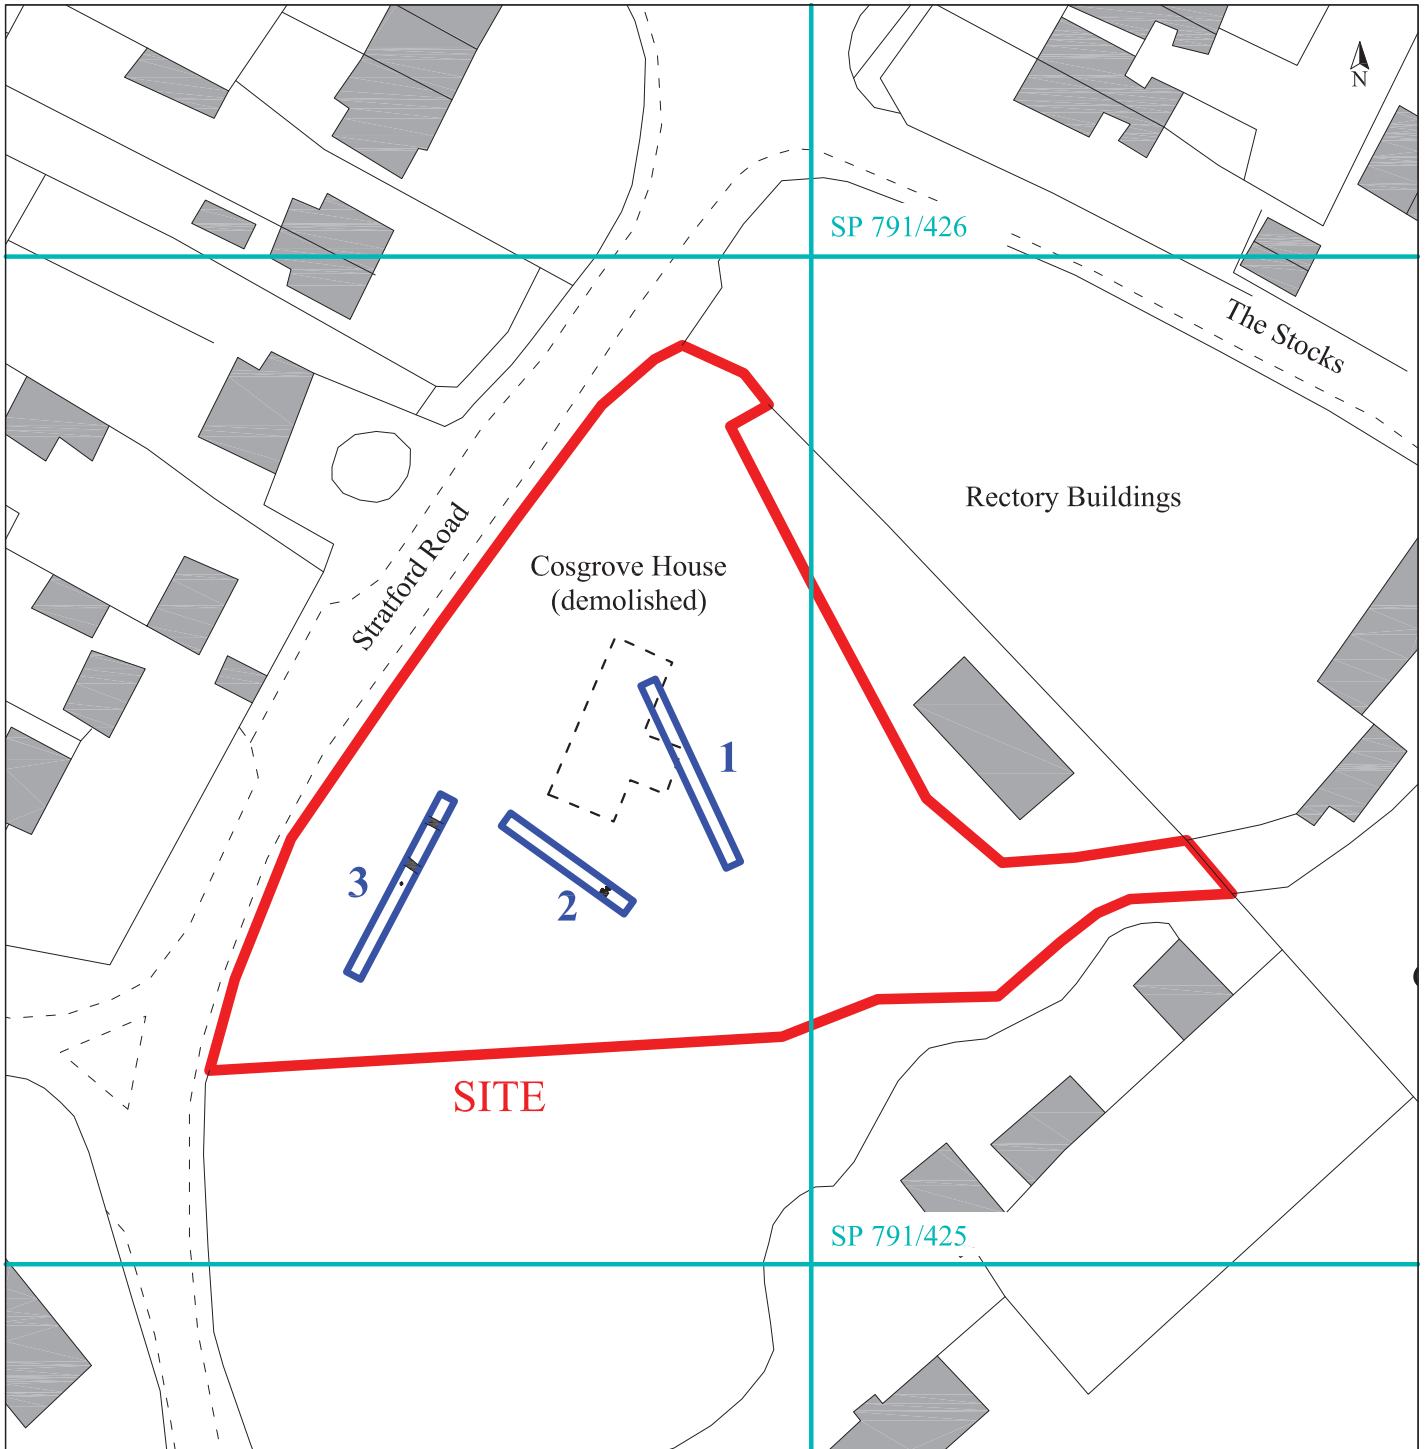 N
SP 791/426
The Stocks
Rectory Buildings
Stratford Road
Cosgrove House
(demolished)
1
3
2
SITE
SP 791/425